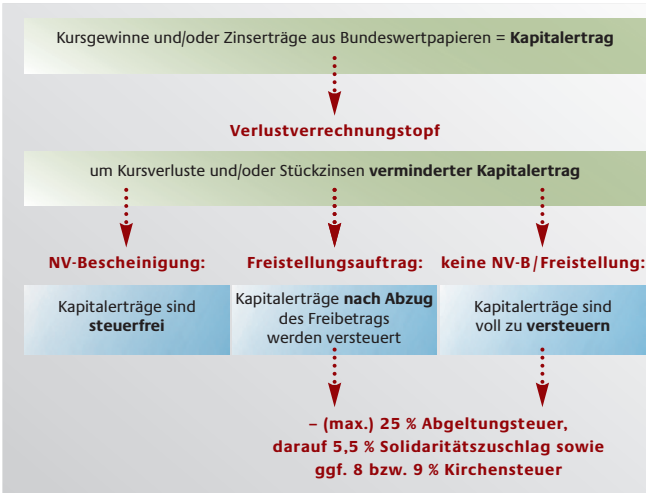 Kursgewinne und/oder Zinserträge aus Bundeswertpapieren = Kapitalertrag
Verlustverrechnungstopf
um Kursverluste und/oder Stückzinsen verminderter Kapitalertrag
NV-Bescheinigung:
Kapitalerträge sind
steuerfrei
Freistellungsauftrag:
Kapitalerträge nach Abzug
des Freibetrags
werden versteuert
keine NV-B/Freistellung:
Kapitalerträge sind
voll zu versteuern
– (max.) 25 % Abgeltungsteuer,
darauf 5,5 % Solidaritätszuschlag sowie
ggf. 8 bzw. 9 % Kirchensteuer